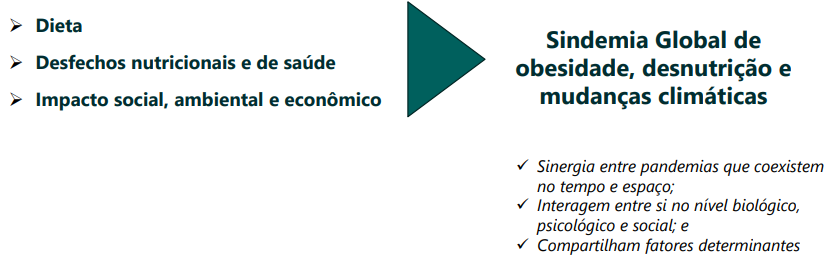 ➢ Dieta
➢ Desfechos nutricionais e de saúde
➢ Impacto social, ambiental e econômico
Sindemia Global de
obesidade, desnutrição e
mudanças climáticas
✓ Sinergia entre pandemias que coexistem
no tempo e espaço;
✓ Interagem entre si no nível biológico,
psicológico e social; e
✓ Compartilham fatores determinantes